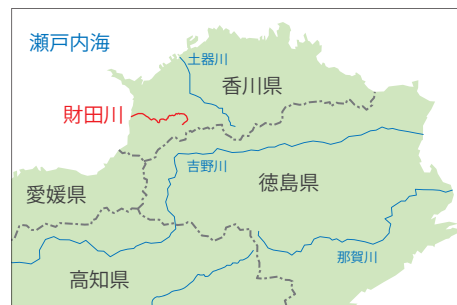 瀬戸内海
土器川
香川県
財田川
吉野川
徳島県
愛媛県
那賀川
高知県